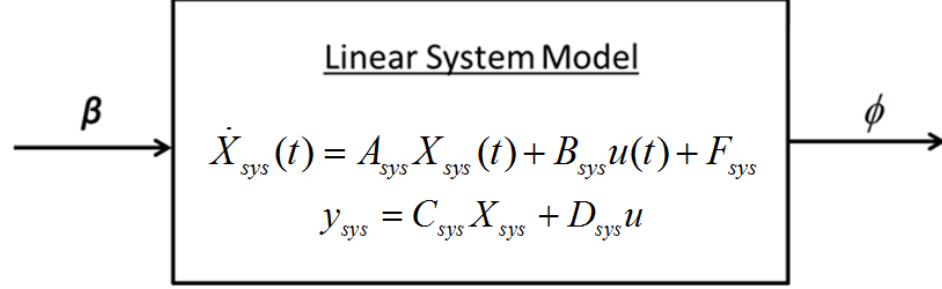 Linear System Model
β
ϕ
Ẋ_sys(t) = A_sys X_sys(t) + B_sys u(t) + F_sys
y_sys = C_sys X_sys + D_sys u